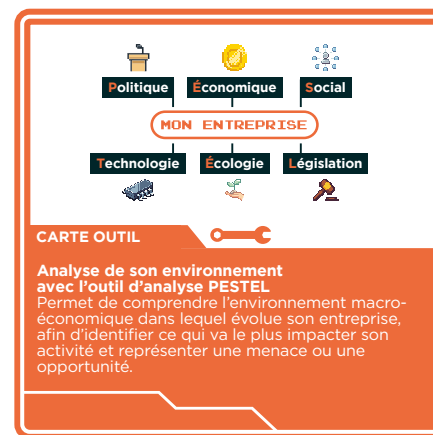 Politique Économique Social
MON ENTREPRISE
Technologie Écologie Législation
CARTE OUTIL
Analyse de son environnement
avec l’outil d’analyse PESTEL
Permet de comprendre l’environnement macro-
économique dans lequel évolue son entreprise,
afin d’identifier ce qui va le plus impacter son
activité et représenter une menace ou une
opportunité.